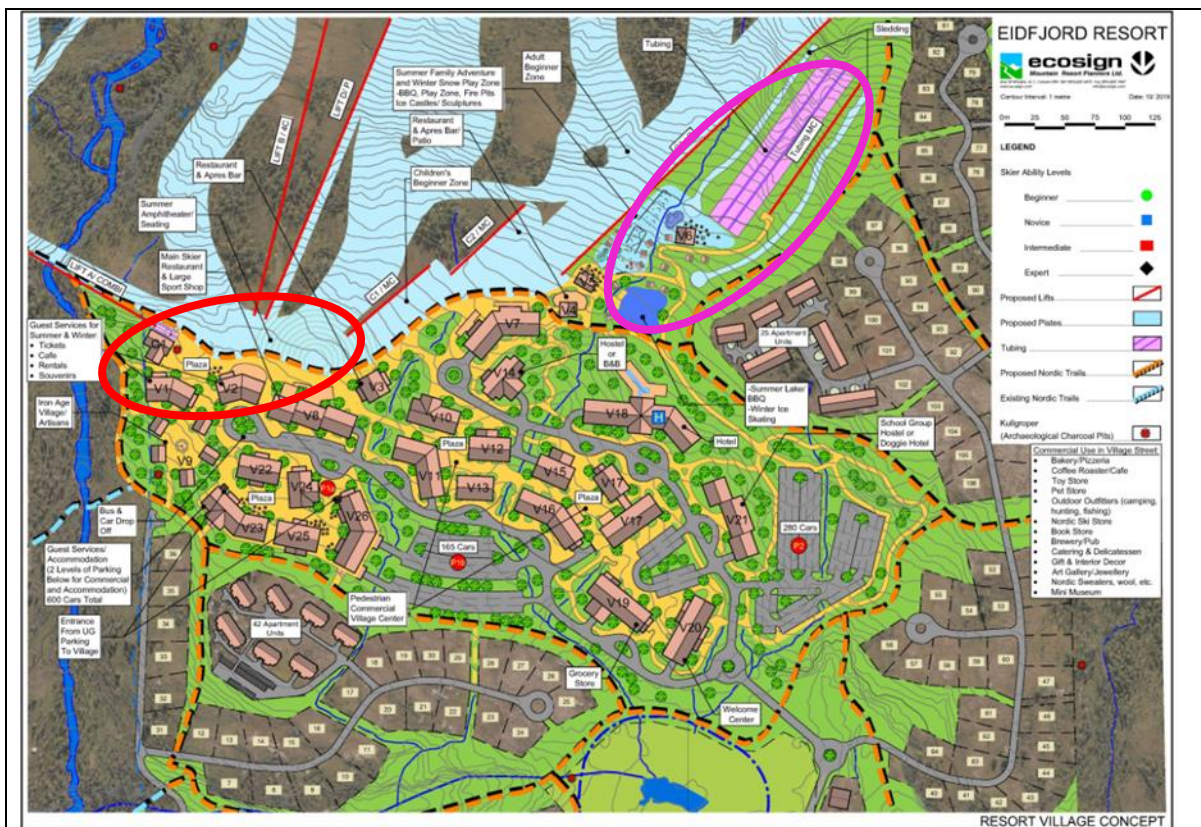 EIDFJORD RESORT
ecosign
Mountain Resort Planners Ltd.
Contour Interval: 1 metre
0m 25 50 75 100 125
LEGEND
Skier Ability Levels
Beginner
Novice
Intermediate
Expert
Proposed Lifts
Proposed Pistes
Tubing
Proposed Nordic Trails
Existing Nordic Trails
Kullgroper
(Archaeological Charcoal Pits)
Commercial Use in Village Street:
Bakery/Pizzeria
Coffee Roaster/Cafe
Toy Store
Pet Store
Outdoor Outfitters (camping,
hunting, fishing)
Nordic Ski Store
Book Store
Brewery/Pub
Catering & Delicatessen
Gift & Interior Decor
Art Gallery/Jewellery
Nordic Sweaters, wool, etc.
Mini Museum
Sledding
Tubing
Adult
Beginner
Zone
Summer Family Adventure
and Winter Snow Play Zone
-BBQ, Play Zone, Fire Pits
Ice Castles/ Sculptures
Restaurant
& Apres Bar/
Patio
Children's
Beginner Zone
Restaurant
& Apres Bar
Summer
Amphitheater/
Seating
Main Skier
Restaurant
& Large
Sport Shop
LIFT A/ COMBI
LIFT B / 4C
LIFT D/ P
C1 / MC
C2 / MC
Tubing MC
Guest Services for
Summer & Winter
• Tickets
• Cafe
• Rentals
• Souvenirs
Iron Age
Village/
Artisans
Bus &
Car Drop
Off
Guest Services/
Accommodation
(2 Levels of Parking
Below for Commercial
and Accommodation)
600 Cars Total
Entrance
From UG
Parking
To Village
Plaza
Plaza
Plaza
Plaza
V1
V2
V3
V4
V6
V7
V8
V9
V10
V11
V12
V13
V14
V15
V16
V17
V17
V18
V19
V20
V21
V22
V23
V24
V25
V26
H
Hostel
or
B&B
Hotel
-Summer Lake/
BBQ
-Winter Ice
Skating
25 Apartment
Units
School Group
Hostel or
Doggie Hotel
165 Cars
P1b
280 Cars
P2
P1a
42 Apartment
Units
Pedestrian
Commercial
Village Center
Grocery
Store
Welcome
Center
RESORT VILLAGE CONCEPT